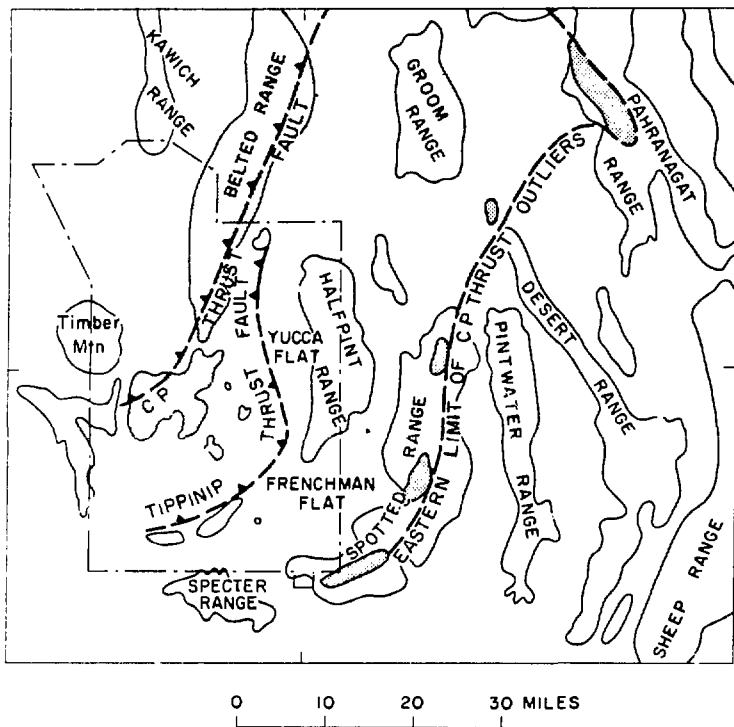 KAWICH
RANGE
BELTED RANGE
FAULT
THRUST
C P
GROOM
RANGE
PAHRANAGAT
RANGE
EASTERN LIMIT OF C P THRUST OUTLIERS
Timber
Mtn
TIPPINIP
THRUST
FAULT
YUCCA
FLAT
HALFPINT
RANGE
FRENCHMAN
FLAT
SPOTTED
RANGE
PINTWATER
RANGE
DESERT
RANGE
SHEEP RANGE
SPECTER
RANGE
0 10 20 30 MILES